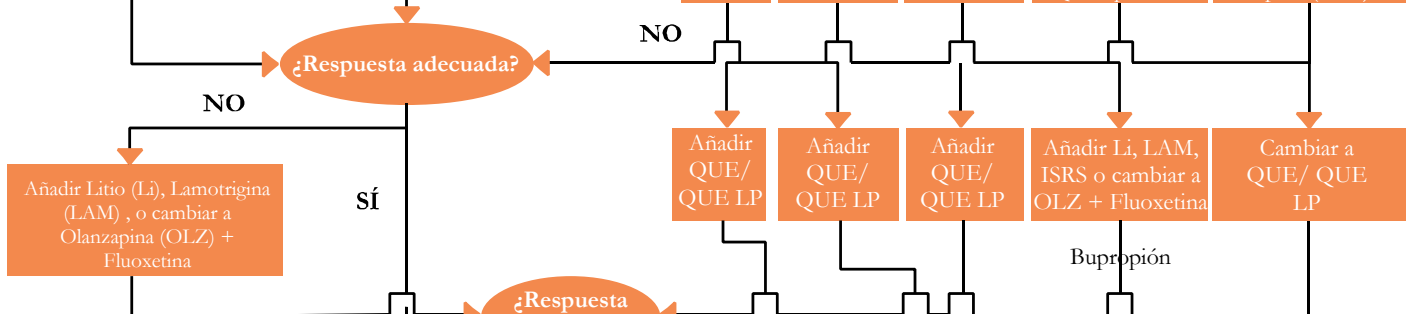 NO
¿Respuesta adecuada?
NO
Añadir
QUE/
QUE LP
Añadir
QUE/
QUE LP
Añadir
QUE/
QUE LP
Añadir Li, LAM,
ISRS o cambiar a
OLZ + Fluoxetina
Cambiar a
QUE/ QUE
LP
Añadir Litio (Li), Lamotrigina
(LAM) , o cambiar a
Olanzapina (OLZ) +
Fluoxetina
SÍ
Bupropión
¿Respuesta